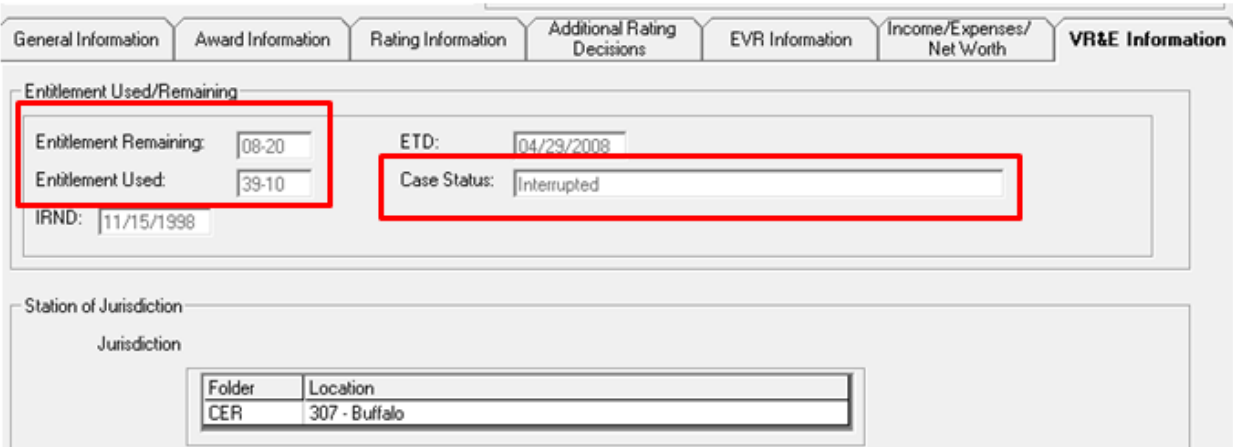 General Information Award Information Rating Information Additional Rating Decisions EVR Information Income/Expenses/ Net Worth VR&E Information
Entitlement Used/Remaining
Entitlement Remaining: 08-20 ETD: 04/29/2008
Entitlement Used: 39-10 Case Status: Interrupted
IRND: 11/15/1998
Station of Jurisdiction
Jurisdiction
Folder Location
CER 307 - Buffalo